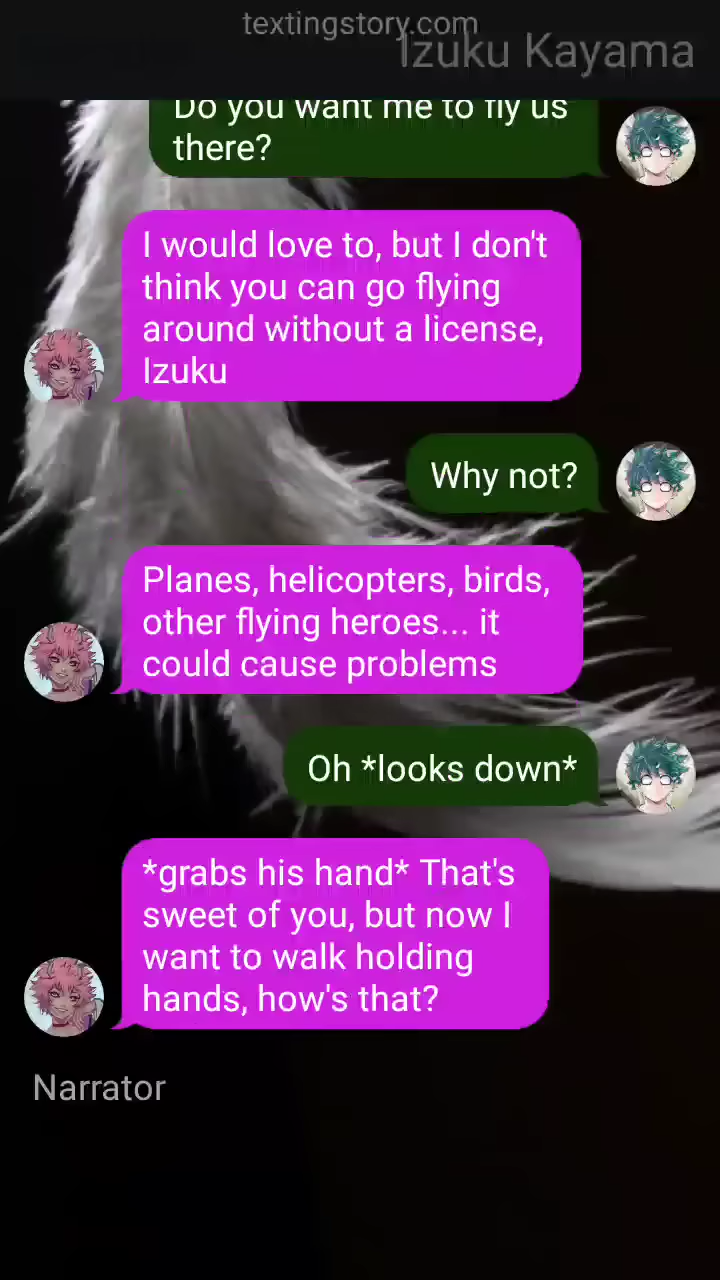 textingstory.com
Izuku Kayama
Do you want me to fly us
there?
I would love to, but I don't
think you can go flying
around without a license,
Izuku
Why not?
Planes, helicopters, birds,
other flying heroes... it
could cause problems
Oh *looks down*
*grabs his hand* That's
sweet of you, but now I
want to walk holding
hands, how's that?
Narrator